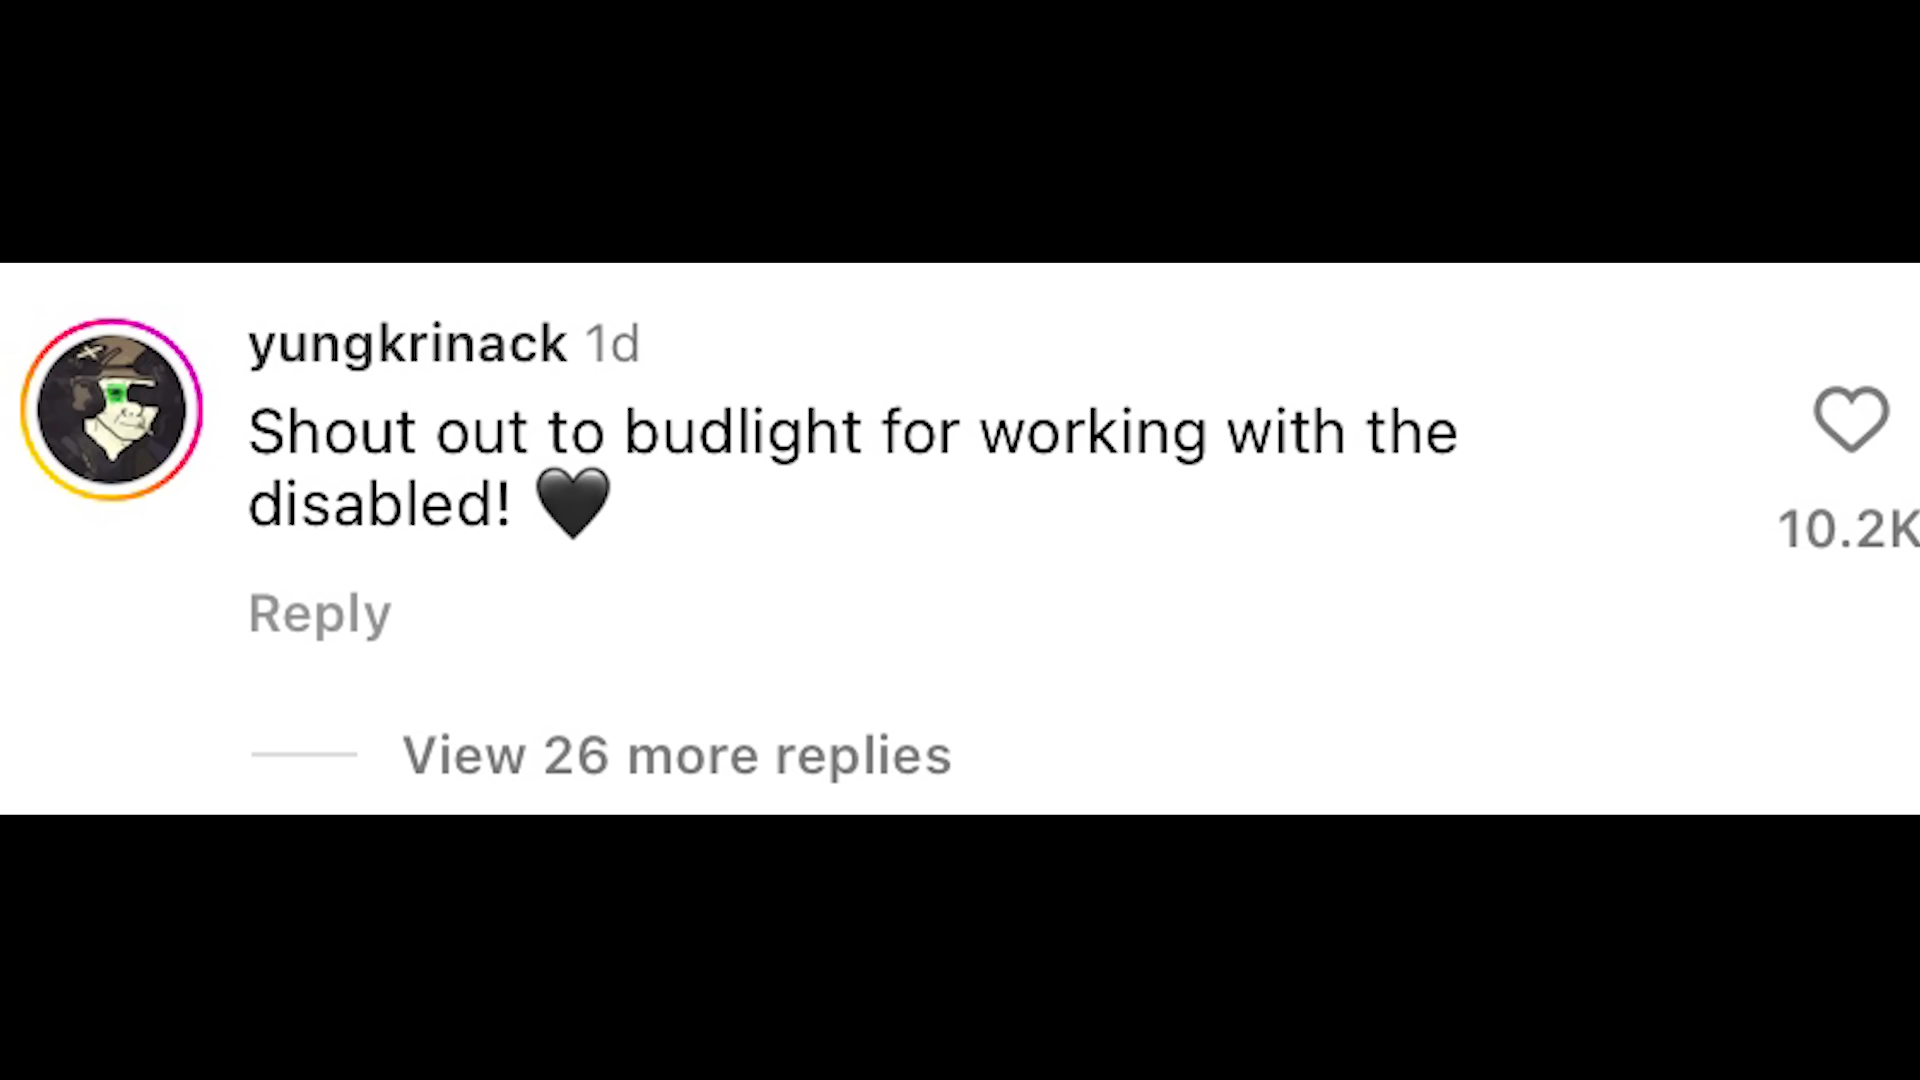 yungkrinack 1d
Shout out to budlight for working with the
disabled! 🖤
10.2K
Reply
View 26 more replies